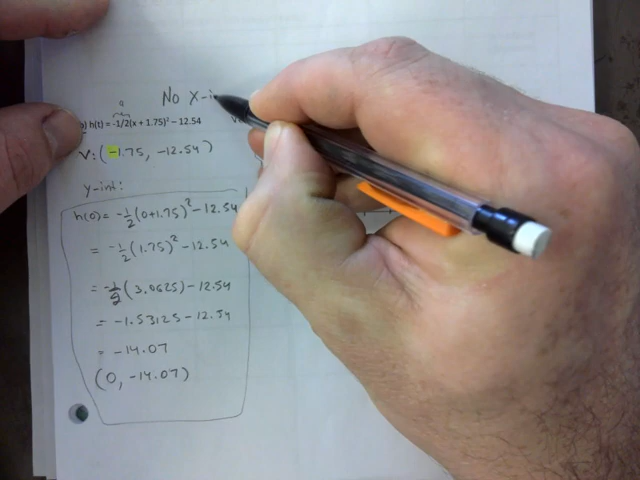 No x-i
a
b) h(t) = -1/2(x + 1.75)² – 12.54
V: (-1.75, -12.54)
y-int:
h(0) = -1/2(0+1.75)² - 12.54
= -1/2(1.75)² - 12.54
= -1/2(3.0625) - 12.54
= -1.53125 - 12.54
= -14.07
(0, -14.07)